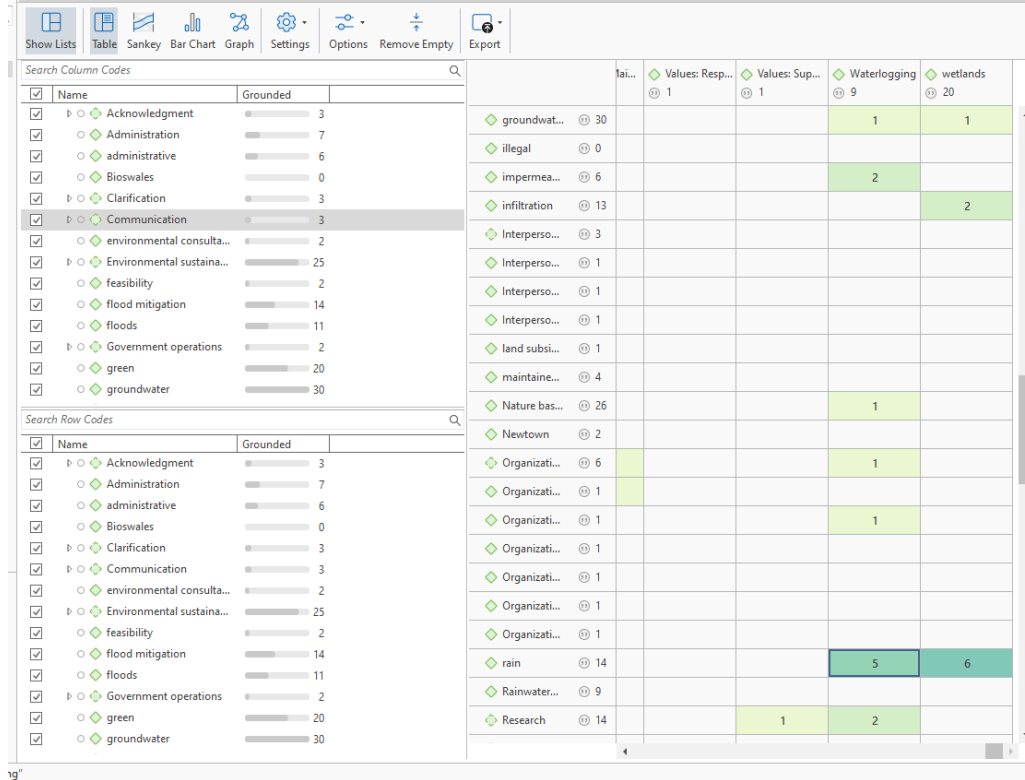 Show Lists Table Sankey Bar Chart Graph Settings Options Remove Empty Export
Search Column Codes
Name Grounded
Acknowledgment 3
Administration 7
administrative 6
Bioswales 0
Clarification 3
Communication 3
environmental consulta... 2
Environmental sustaina... 25
feasibility 2
flood mitigation 14
floods 11
Government operations 2
green 20
groundwater 30
Search Row Codes
Name Grounded
Acknowledgment 3
Administration 7
administrative 6
Bioswales 0
Clarification 3
Communication 3
environmental consulta... 2
Environmental sustaina... 25
feasibility 2
flood mitigation 14
floods 11
Government operations 2
green 20
groundwater 30
Values: Resp... Values: Sup... Waterlogging wetlands
1 1 9 20
groundwat... 30 1 1
illegal 0
impermea... 6 2
infiltration 13 2
Interperso... 3
Interperso... 1
Interperso... 1
Interperso... 1
land subsi... 1
maintaine... 4
Nature bas... 26 1
Newtown 2
Organizati... 6 1
Organizati... 1
Organizati... 1 1
Organizati... 1
Organizati... 1
Organizati... 1
Organizati... 1
rain 14 5 6
Rainwater... 9
Research 14 1 2